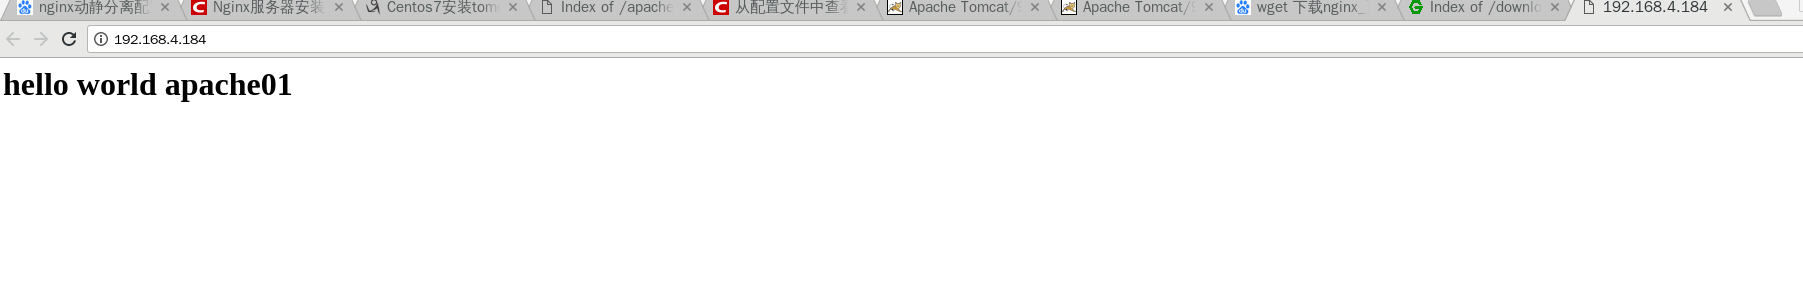 nginx动静分离配
Nginx服务器安装
Centos7安装tom
Index of /apache
从配置文件中查
Apache Tomcat/
Apache Tomcat/
wget 下载nginx_
Index of /downlo
192.168.4.184
192.168.4.184
hello world apache01